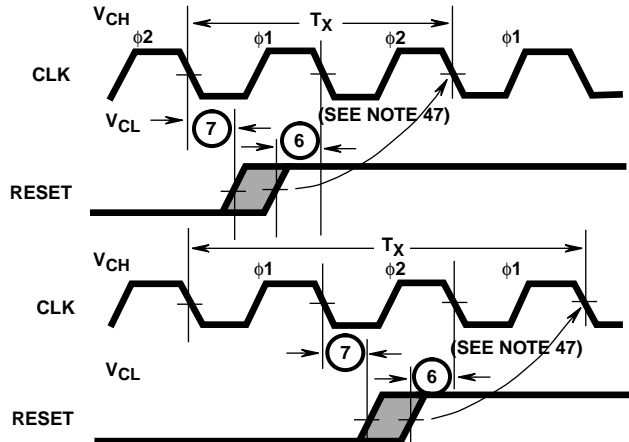 VCH
TX
ϕ2 ϕ1 ϕ2 ϕ1
CLK
(SEE NOTE 47)
VCL
7
6
RESET
TX
VCH
ϕ1 ϕ2 ϕ1
CLK
(SEE NOTE 47)
VCL
7
6
RESET